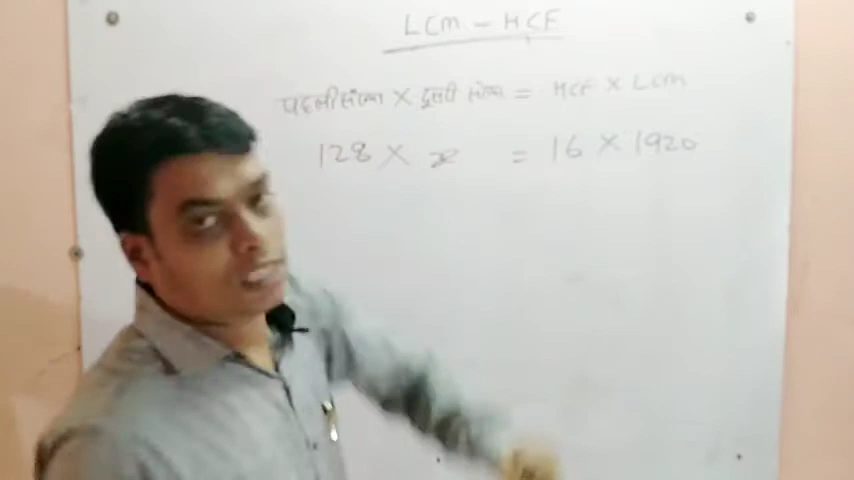 LCM - HCF
पहली संख्या × दूसरी संख्या = HCF × LCM
128 × x = 16 × 1920